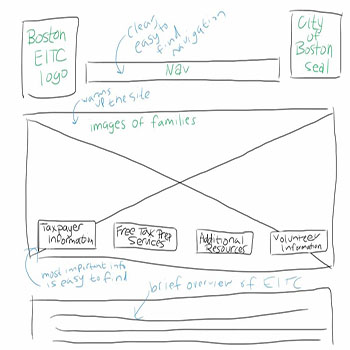 Boston
EITC
logo
clear,
easy to
find
navigation
City
of
Boston
seal
Nav
warms
up the site
images of families
Taxpayer
Information
Free Tax Prep
Services
Additional
Resources
Volunteer
Information
most important info
is easy to find
brief overview of EITC